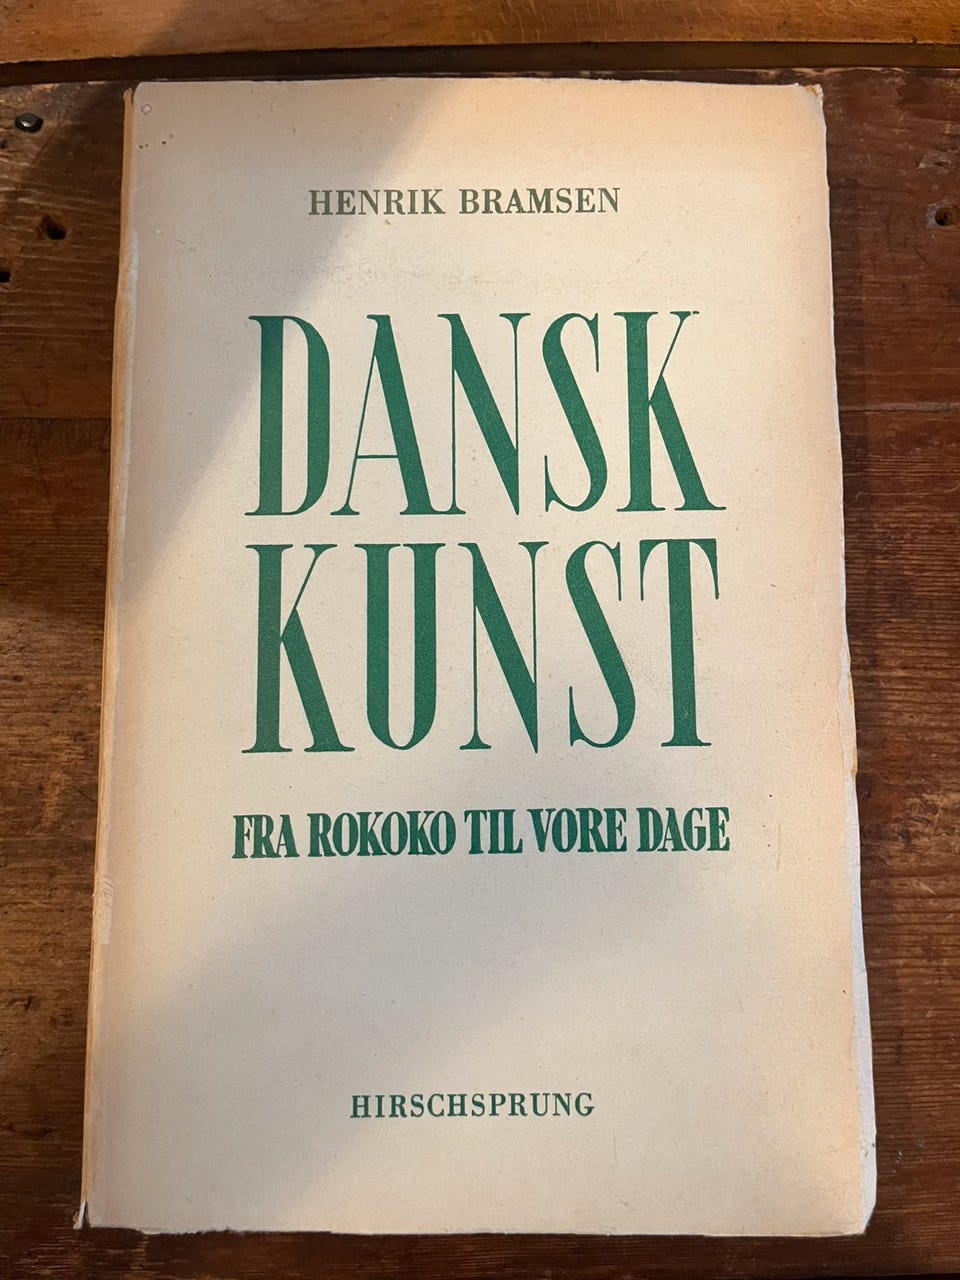 HENRIK BRAMSEN
DANSK
KUNST
FRA ROKOKO TIL VORE DAGE
HIRSCHSPRUNG